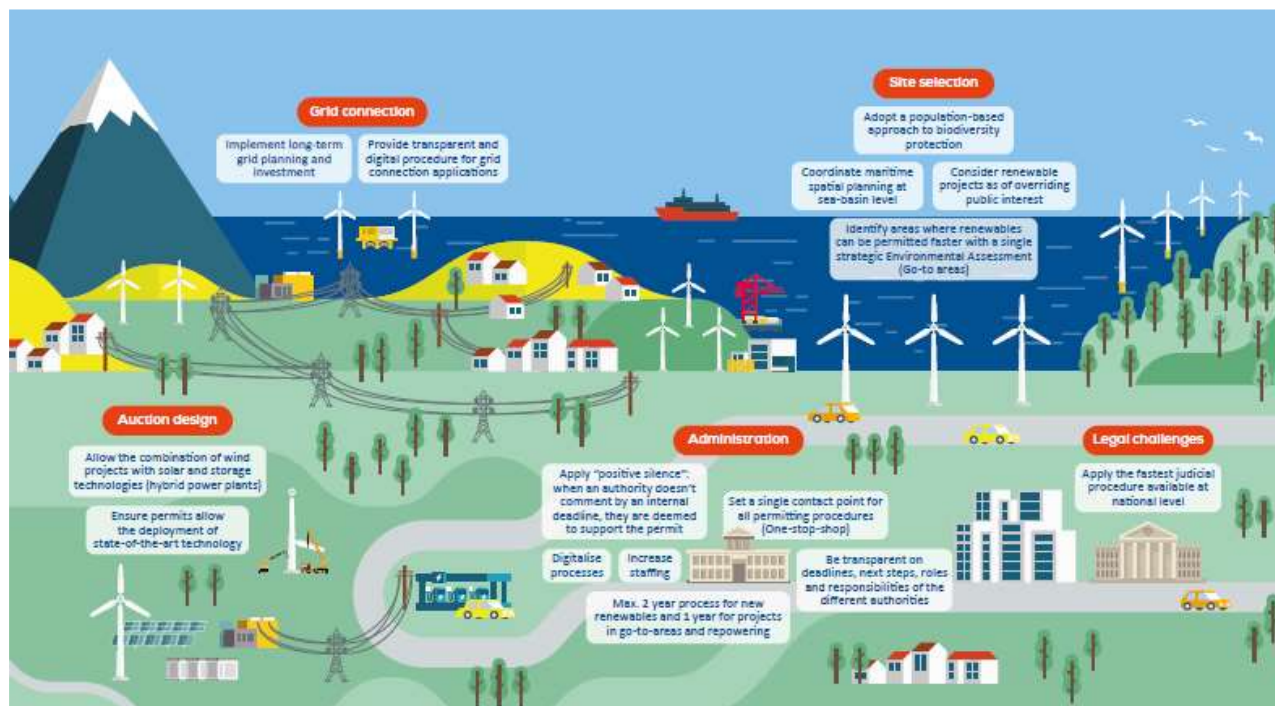 Grid connection
Implement long-term
grid planning and
investment
Provide transparent and
digital procedure for grid
connection applications
Site selection
Adopt a population-based
approach to biodiversity
protection
Coordinate maritime
spatial planning at
sea-basin level
Consider renewable
projects as of overriding
public interest
Identify areas where renewables
can be permitted faster with a single
strategic Environmental Assessment
(Go-to areas)
Auction design
Allow the combination of wind
projects with solar and storage
technologies (hybrid power plants)
Ensure permits allow
the deployment of
state-of-the-art technology
Administration
Apply “positive silence”:
when an authority doesn’t
comment by an internal
deadline, they are deemed
to support the permit
Set a single contact point for
all permitting procedures
(One-stop-shop)
Digitalise
processes
Increase
staffing
Be transparent on
deadlines, next steps, roles
and responsibilities of the
different authorities
Max. 2 year process for new
renewables and 1 year for projects
in go-to-areas and repowering
Legal challenges
Apply the fastest judicial
procedure available at
national level